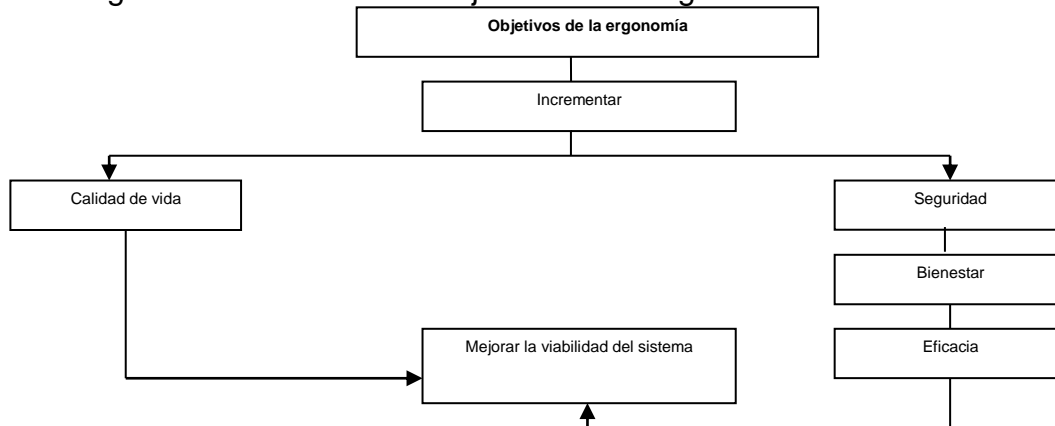 Objetivos de la ergonomía
Incrementar
Calidad de vida
Seguridad
Bienestar
Mejorar la viabilidad del sistema
Eficacia